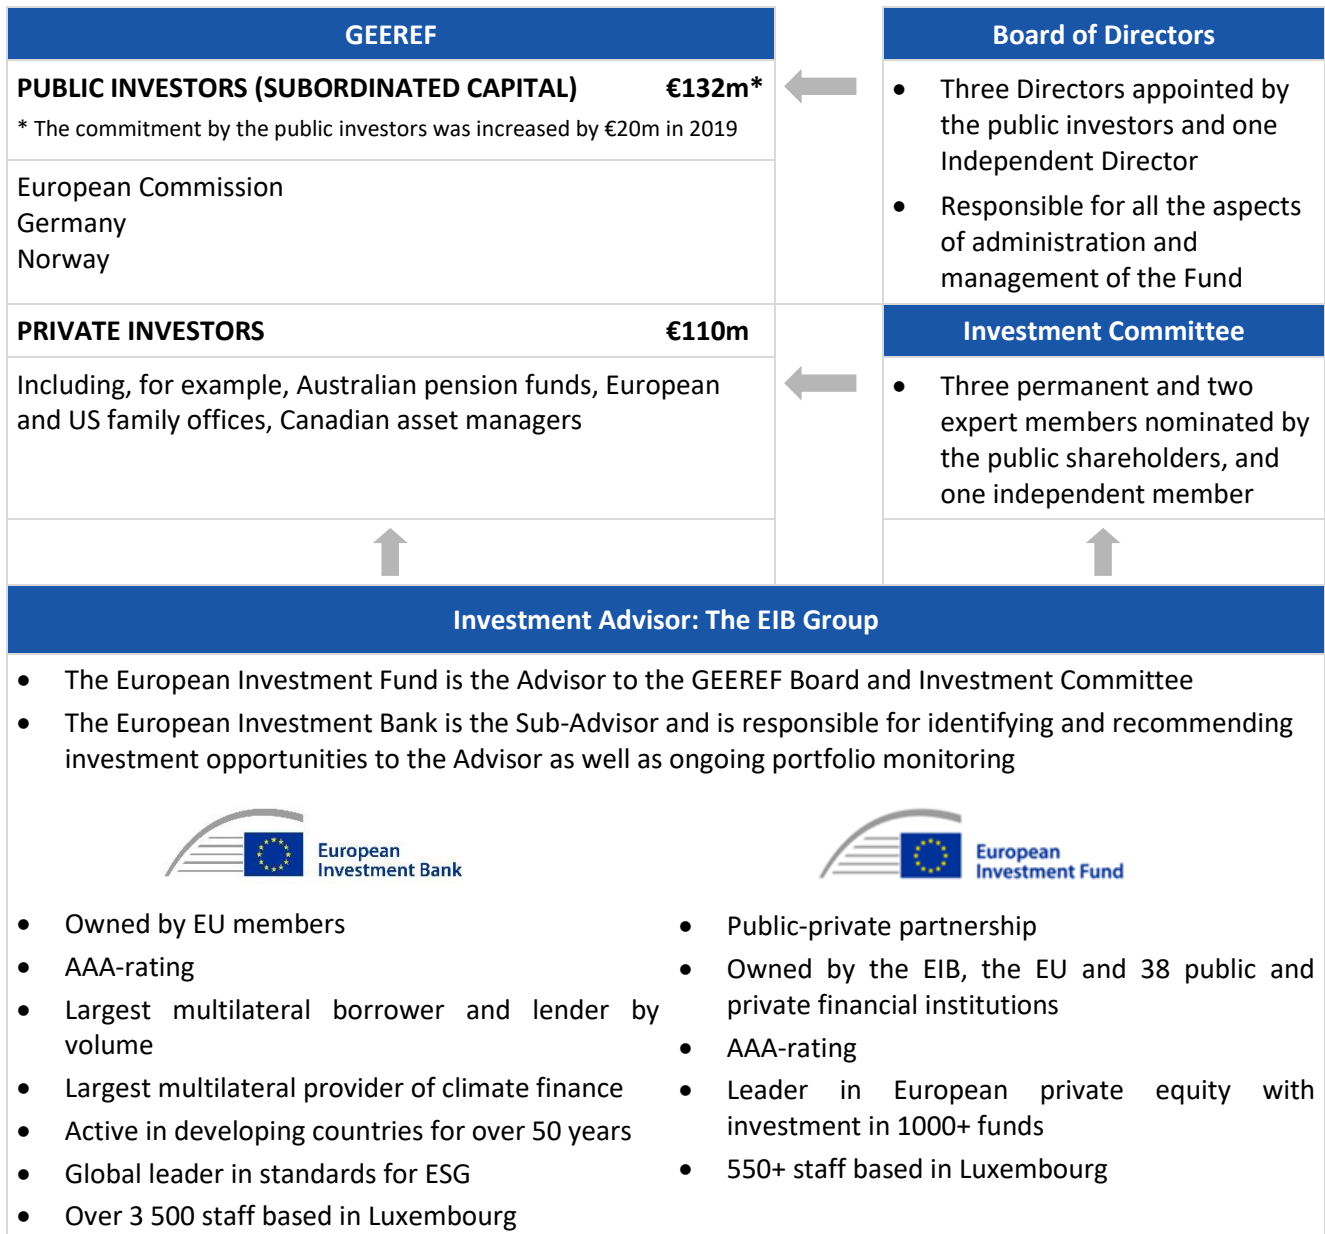 GEEREF
PUBLIC INVESTORS (SUBORDINATED CAPITAL) €132m*
* The commitment by the public investors was increased by €20m in 2019
European Commission
Germany
Norway
PRIVATE INVESTORS €110m
Including, for example, Australian pension funds, European
and US family offices, Canadian asset managers
Board of Directors
• Three Directors appointed by
the public investors and one
Independent Director
• Responsible for all the aspects
of administration and
management of the Fund
Investment Committee
• Three permanent and two
expert members nominated by
the public shareholders, and
one independent member
Investment Advisor: The EIB Group
• The European Investment Fund is the Advisor to the GEEREF Board and Investment Committee
• The European Investment Bank is the Sub-Advisor and is responsible for identifying and recommending
investment opportunities to the Advisor as well as ongoing portfolio monitoring
European
Investment Bank
• Owned by EU members
• AAA-rating
• Largest multilateral borrower and lender by
volume
• Largest multilateral provider of climate finance
• Active in developing countries for over 50 years
• Global leader in standards for ESG
• Over 3 500 staff based in Luxembourg
European
Investment Fund
• Public-private partnership
• Owned by the EIB, the EU and 38 public and
private financial institutions
• AAA-rating
• Leader in European private equity with
investment in 1000+ funds
• 550+ staff based in Luxembourg